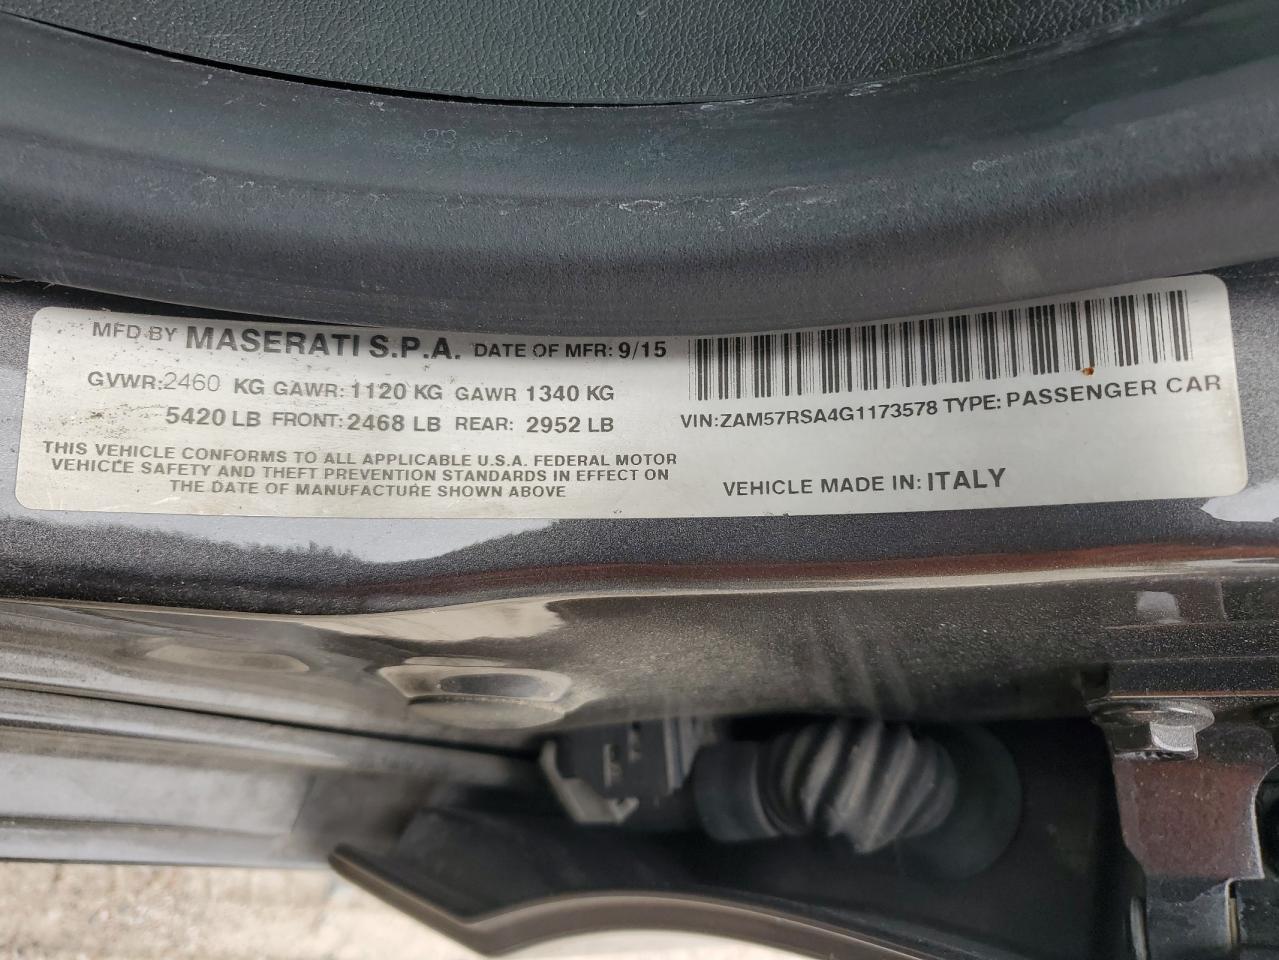 MFD BY MASERATI S.P.A. DATE OF MFR: 9/15
GVWR:2460 KG GAWR: 1120 KG GAWR 1340 KG
5420 LB FRONT: 2468 LB REAR: 2952 LB
THIS VEHICLE CONFORMS TO ALL APPLICABLE U.S.A. FEDERAL MOTOR
VEHICLE SAFETY AND THEFT PREVENTION STANDARDS IN EFFECT ON
THE DATE OF MANUFACTURE SHOWN ABOVE
VIN:ZAM57RSA4G1173578 TYPE: PASSENGER CAR
VEHICLE MADE IN: ITALY